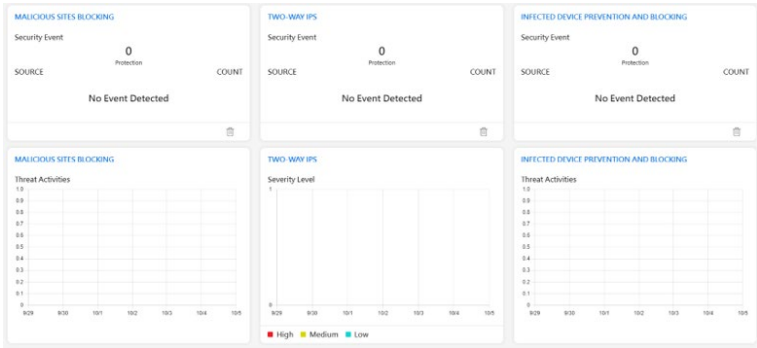 MALICIOUS SITES BLOCKING
Security Event
0
Protection
SOURCE COUNT
No Event Detected
TWO-WAY IPS
Security Event
0
Protection
SOURCE COUNT
No Event Detected
INFECTED DEVICE PREVENTION AND BLOCKING
Security Event
0
Protection
SOURCE COUNT
No Event Detected
MALICIOUS SITES BLOCKING
Threat Activities
1.0
0.9
0.8
0.7
0.6
0.5
0.4
0.3
0.2
0.1
0
9/29 9/30 10/1 10/2 10/3 10/4 10/5
TWO-WAY IPS
Severity Level
1
0
9/29 9/30 10/1 10/2 10/3 10/4 10/5
High Medium Low
INFECTED DEVICE PREVENTION AND BLOCKING
Threat Activities
1.0
0.9
0.8
0.7
0.6
0.5
0.4
0.3
0.2
0.1
0
9/29 9/30 10/1 10/2 10/3 10/4 10/5